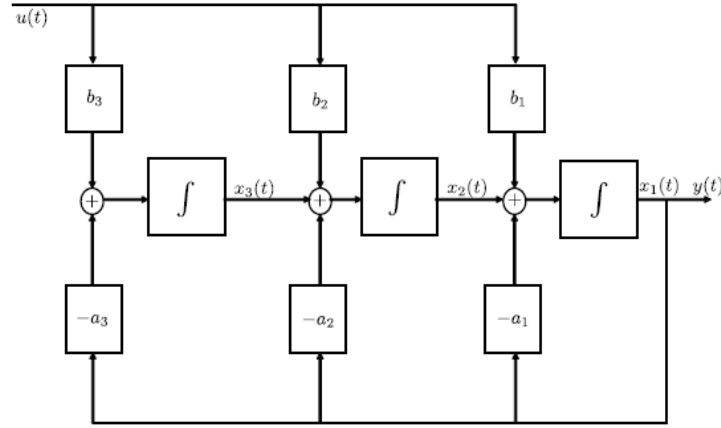 u(t)
b₃ b₂ b₁
+ ∫ x₃(t) + ∫ x₂(t) + ∫ x₁(t) y(t)
−a₃ −a₂ −a₁